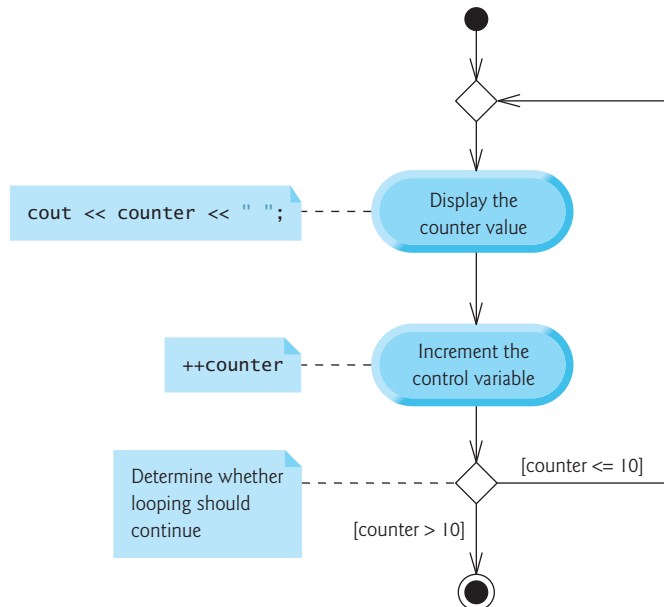 cout << counter << " ";
Display the
counter value
++counter
Increment the
control variable
Determine whether
looping should
continue
[counter <= 10]
[counter > 10]